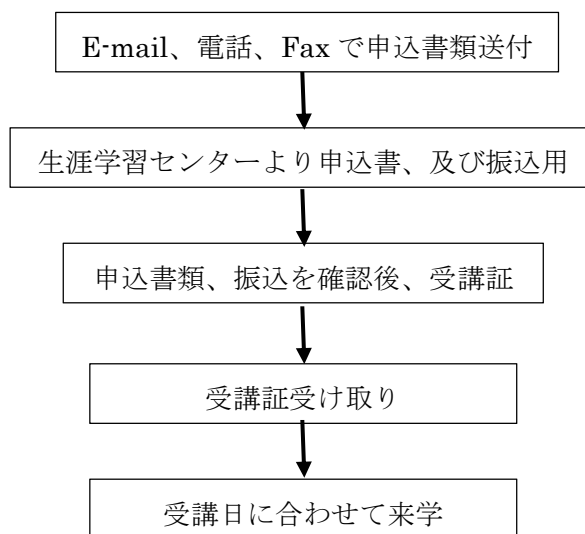 E-mail、電話、Fax で申込書類送付
生涯学習センターより申込書、及び振込用
申込書類、振込を確認後、受講証
受講証受け取り
受講日に合わせて来学